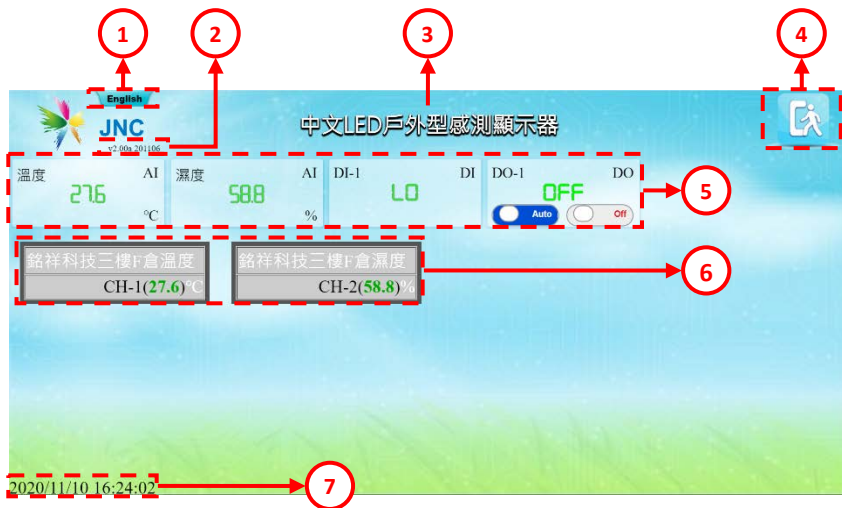 1
2
3
4
English
JNC
v2.00a 201106
中文LED戶外型感測顯示器
溫度 AI
27.6
℃
濕度 AI
58.8
%
DI-1 DI
LO
DO-1 DO
OFF
Auto Off
5
銘祥科技三樓F倉溫度
CH-1(27.6)℃
銘祥科技三樓F倉濕度
CH-2(58.8)%
6
2020/11/10 16:24:02
7